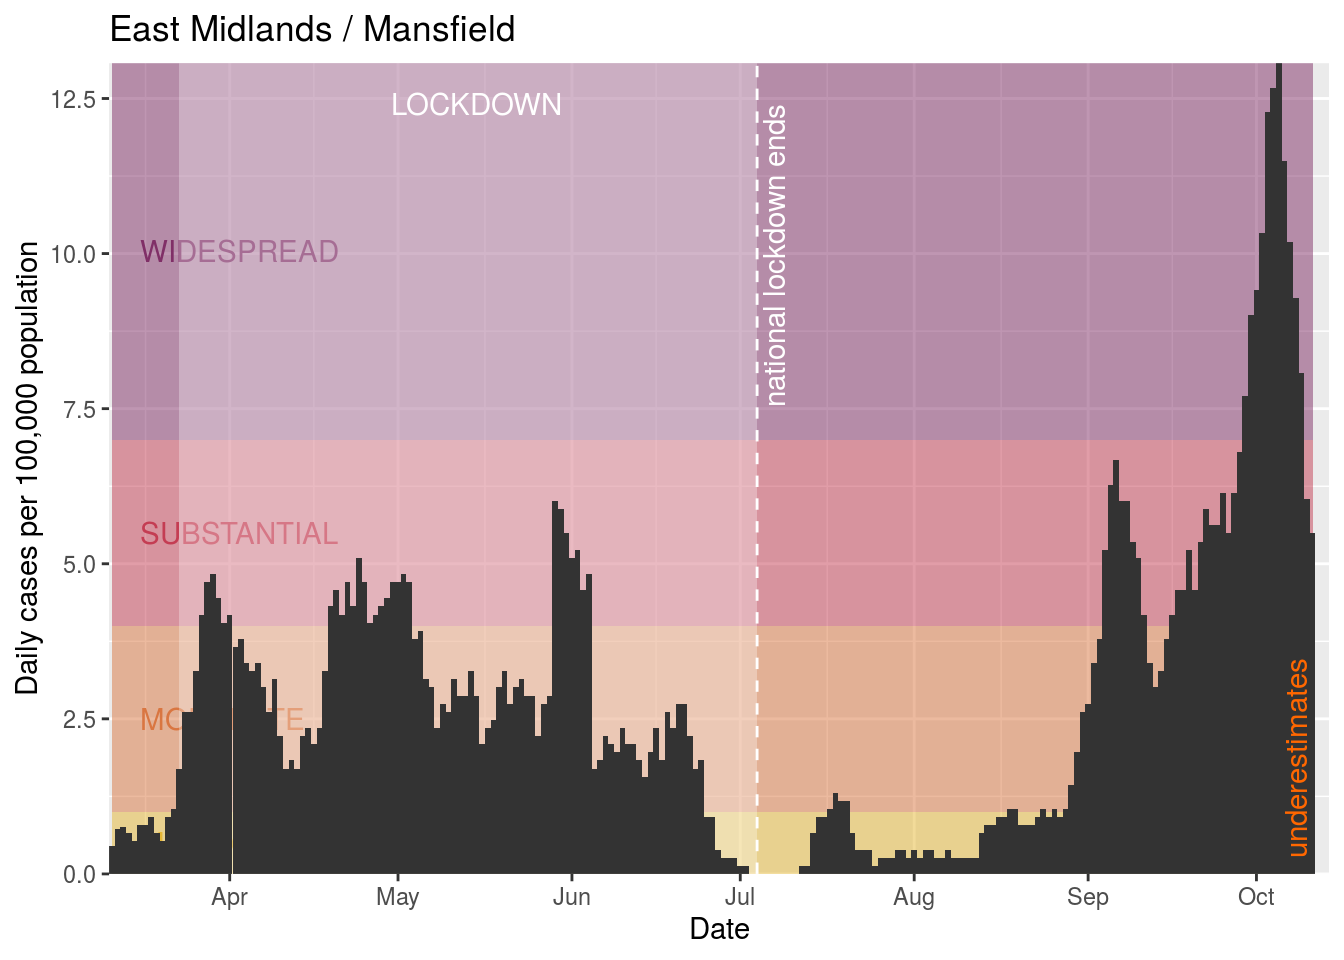 East Midlands / Mansfield
LOCKDOWN
national lockdown ends
WIDESPREAD
SUBSTANTIAL
underestimates
Daily cases per 100,000 population
12.5
10.0
7.5
5.0
2.5
0.0
Apr
May
Jun
Jul
Aug
Sep
Oct
Date